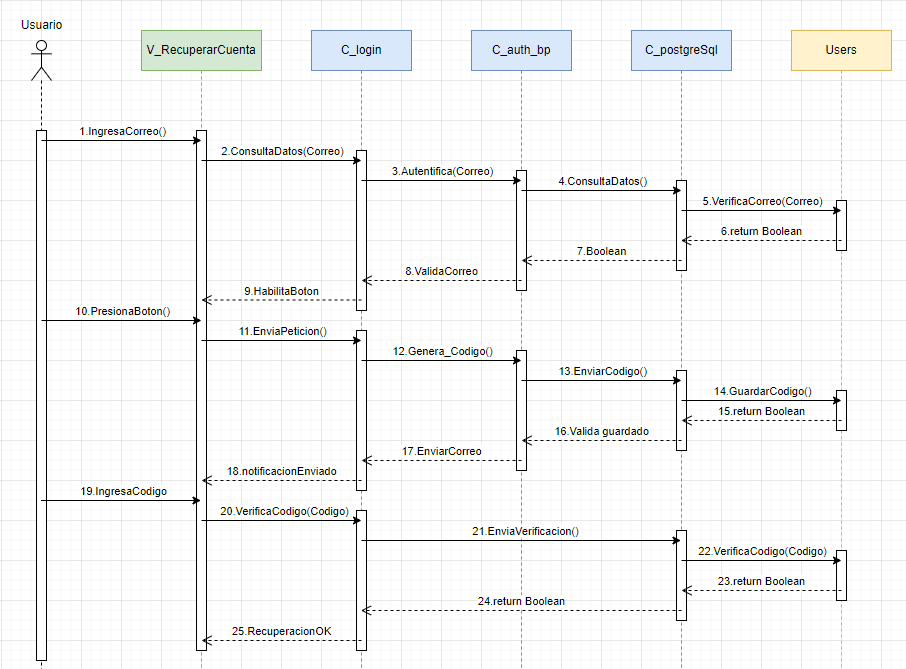 Usuario
V_RecuperarCuenta
C_login
C_auth_bp
C_postgreSql
Users
1.IngresaCorreo()
2.ConsultaDatos(Correo)
3.Autentifica(Correo)
4.ConsultaDatos()
5.VerificaCorreo(Correo)
6.return Boolean
7.Boolean
8.ValidaCorreo
9.HabilitaBoton
10.PresionaBoton()
11.EnviaPeticion()
12.Genera_Codigo()
13.EnviarCodigo()
14.GuardarCodigo()
15.return Boolean
16.Valida guardado
17.EnviarCorreo
18.notificacionEnviado
19.IngresaCodigo
20.VerificaCodigo(Codigo)
21.EnviaVerificacion()
22.VerificaCodigo(Codigo)
23.return Boolean
24.return Boolean
25.RecuperacionOK